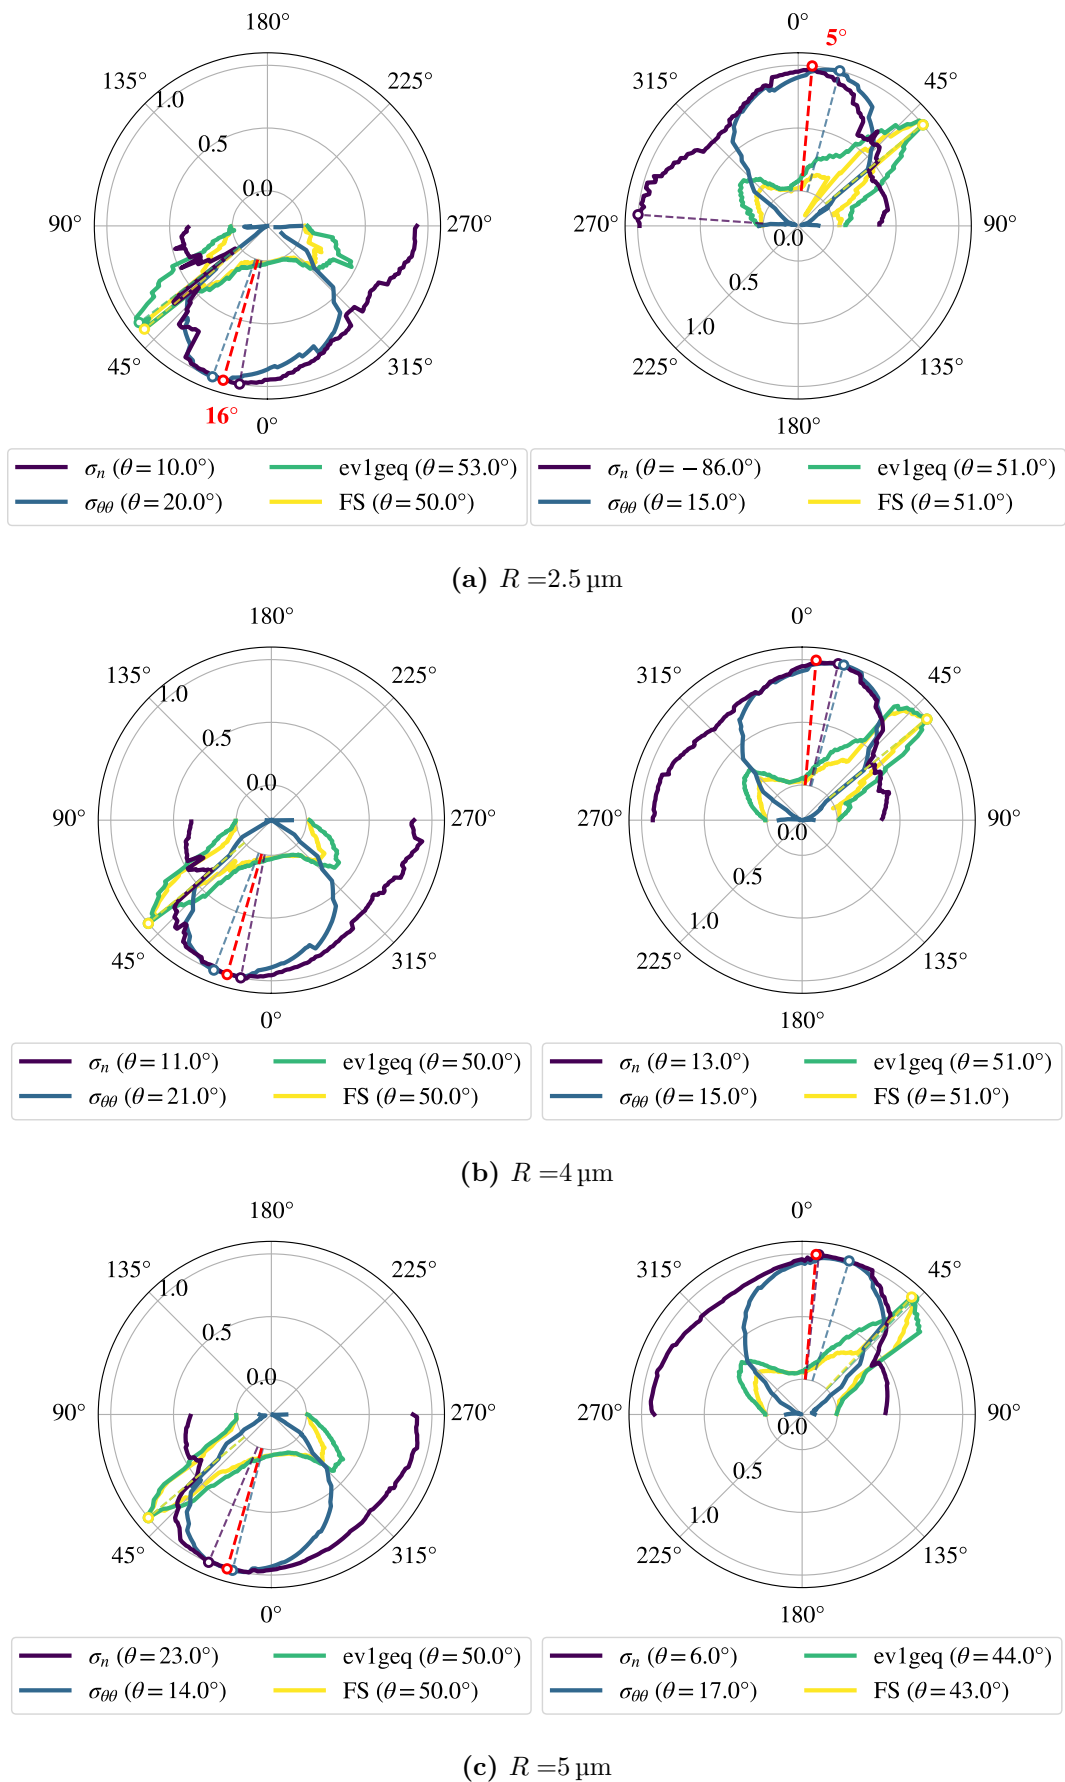 180° 0°
5°
135° 225° 315° 45°
1.0
0.5
0.0
90° 270° 270° 90°
0.0
0.5
1.0
45° 315° 225° 135°
16°
0° 180°
σₙ (θ = 10.0°) ev1geq (θ = 53.0°) σₙ (θ = −86.0°) ev1geq (θ = 51.0°)
σθθ (θ = 20.0°) FS (θ = 50.0°) σθθ (θ = 15.0°) FS (θ = 51.0°)
(a) R =2.5 µm
180° 0°
135° 225° 315° 45°
1.0
0.5
0.0
90° 270° 270° 90°
0.0
0.5
1.0
45° 315° 225° 135°
0° 180°
σₙ (θ = 11.0°) ev1geq (θ = 50.0°) σₙ (θ = 13.0°) ev1geq (θ = 51.0°)
σθθ (θ = 21.0°) FS (θ = 50.0°) σθθ (θ = 15.0°) FS (θ = 51.0°)
(b) R =4 µm
180° 0°
135° 225° 315° 45°
1.0
0.5
0.0
90° 270° 270° 90°
0.0
0.5
1.0
45° 315° 225° 135°
0° 180°
σₙ (θ = 23.0°) ev1geq (θ = 50.0°) σₙ (θ = 6.0°) ev1geq (θ = 44.0°)
σθθ (θ = 14.0°) FS (θ = 50.0°) σθθ (θ = 17.0°) FS (θ = 43.0°)
(c) R =5 µm